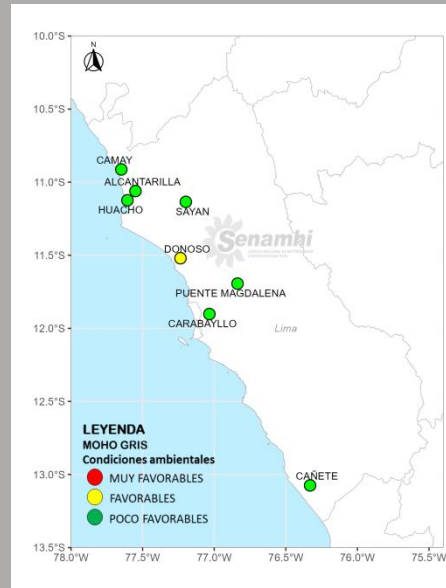 10.0°S
N
10.5°S
CAMAY
11.0°S
ALCANTARILLA
HUACHO
SAYAN
Senamhi
11.5°S
DONOSO
PUENTE MAGDALENA
12.0°S
CARABAYLLO
Lima
12.5°S
LEYENDA
MOHO GRIS
Condiciones ambientales
MUY FAVORABLES
FAVORABLES
POCO FAVORABLES
13.0°S
CAÑETE
13.5°S
78.0°W 77.5°W 77.0°W 76.5°W 76.0°W 75.5°W